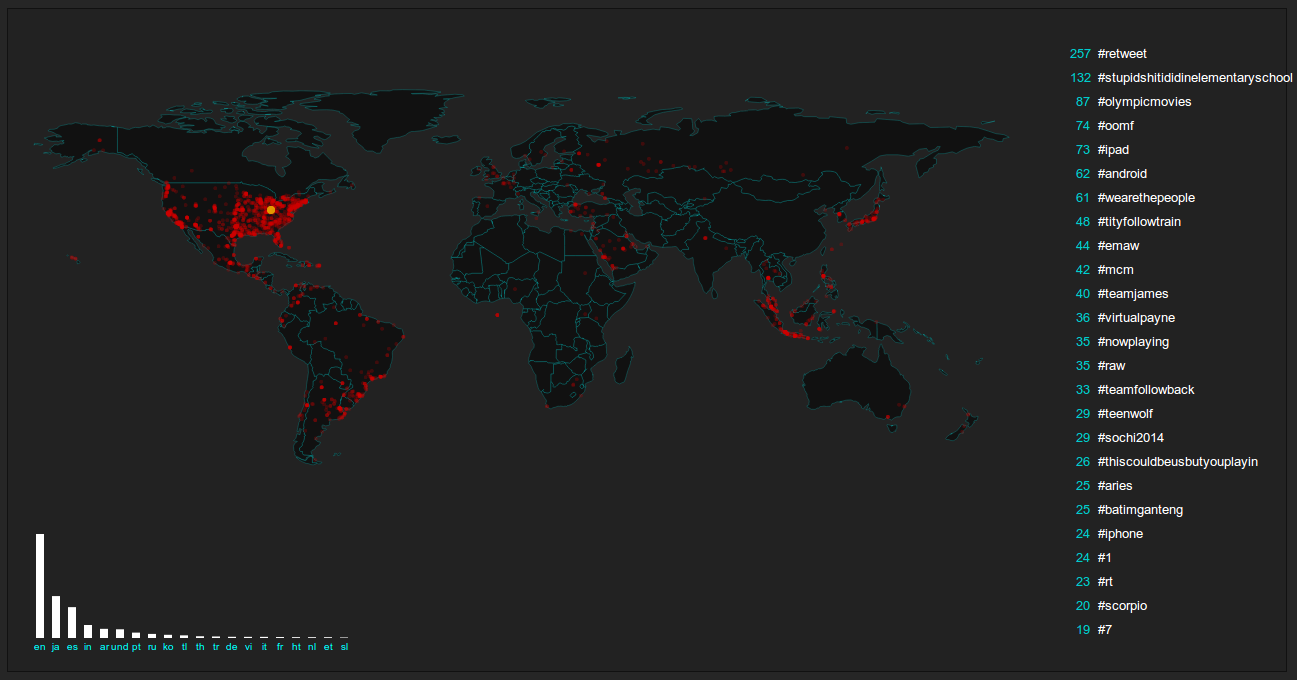 257 #retweet
132 #stupidshitididinelementaryschool
87 #olympicmovies
74 #oomf
73 #ipad
62 #android
61 #wearethepeople
48 #tityfollowtrain
44 #emaw
42 #mcm
40 #teamjames
36 #virtualpayne
35 #nowplaying
35 #raw
33 #teamfollowback
29 #teenwolf
29 #sochi2014
26 #thiscouldbeusbutyouplayin
25 #aries
25 #batimganteng
24 #iphone
24 #1
23 #rt
20 #scorpio
19 #7
en ja es in ar und pt ru ko tl th tr de vi it fr ht nl et sl